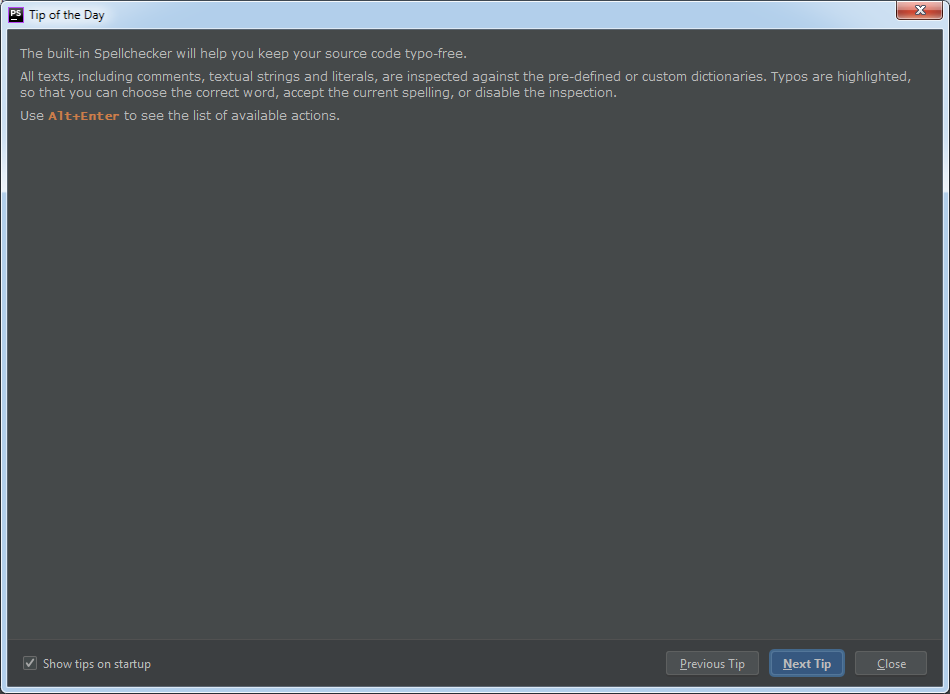 PS Tip of the Day
The built-in Spellchecker will help you keep your source code typo-free.
All texts, including comments, textual strings and literals, are inspected against the pre-defined or custom dictionaries. Typos are highlighted,
so that you can choose the correct word, accept the current spelling, or disable the inspection.
Use Alt+Enter to see the list of available actions.
Show tips on startup
Previous Tip
Next Tip
Close